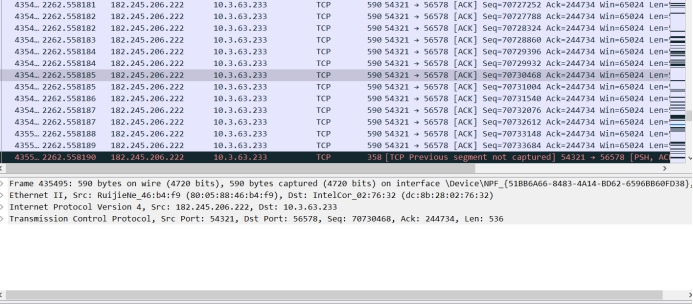 4354… 2262.558181 182.245.206.222 10.3.63.233 TCP 590 54321 → 56578 [ACK] Seq=70727252 Ack=244734 Win=65024 Len=
4354… 2262.558182 182.245.206.222 10.3.63.233 TCP 590 54321 → 56578 [ACK] Seq=70727788 Ack=244734 Win=65024 Len=
4354… 2262.558182 182.245.206.222 10.3.63.233 TCP 590 54321 → 56578 [ACK] Seq=70728324 Ack=244734 Win=65024 Len=
4354… 2262.558183 182.245.206.222 10.3.63.233 TCP 590 54321 → 56578 [ACK] Seq=70728860 Ack=244734 Win=65024 Len=
4354… 2262.558184 182.245.206.222 10.3.63.233 TCP 590 54321 → 56578 [ACK] Seq=70729396 Ack=244734 Win=65024 Len=
4354… 2262.558184 182.245.206.222 10.3.63.233 TCP 590 54321 → 56578 [ACK] Seq=70729932 Ack=244734 Win=65024 Len=
4354… 2262.558185 182.245.206.222 10.3.63.233 TCP 590 54321 → 56578 [ACK] Seq=70730468 Ack=244734 Win=65024 Len=
4354… 2262.558185 182.245.206.222 10.3.63.233 TCP 590 54321 → 56578 [ACK] Seq=70731004 Ack=244734 Win=65024 Len=
4354… 2262.558186 182.245.206.222 10.3.63.233 TCP 590 54321 → 56578 [ACK] Seq=70731540 Ack=244734 Win=65024 Len=
4354… 2262.558187 182.245.206.222 10.3.63.233 TCP 590 54321 → 56578 [ACK] Seq=70732076 Ack=244734 Win=65024 Len=
4354… 2262.558187 182.245.206.222 10.3.63.233 TCP 590 54321 → 56578 [ACK] Seq=70732612 Ack=244734 Win=65024 Len=
4354… 2262.558188 182.245.206.222 10.3.63.233 TCP 590 54321 → 56578 [ACK] Seq=70733148 Ack=244734 Win=65024 Len=
4354… 2262.558189 182.245.206.222 10.3.63.233 TCP 590 54321 → 56578 [ACK] Seq=70733684 Ack=244734 Win=65024 Len=
4355… 2262.558190 182.245.206.222 10.3.63.233 TCP 358 [TCP Previous segment not captured] 54321 → 56578 [PSH, AC
Frame 435495: 590 bytes on wire (4720 bits), 590 bytes captured (4720 bits) on interface \Device\NPF_{51BB6A66-8483-4A14-BD62-6596BB60FD38},
Ethernet II, Src: RuijieNe_46:b4:f9 (80:05:88:46:b4:f9), Dst: IntelCor_02:76:32 (dc:8b:28:02:76:32)
Internet Protocol Version 4, Src: 182.245.206.222, Dst: 10.3.63.233
Transmission Control Protocol, Src Port: 54321, Dst Port: 56578, Seq: 70730468, Ack: 244734, Len: 536